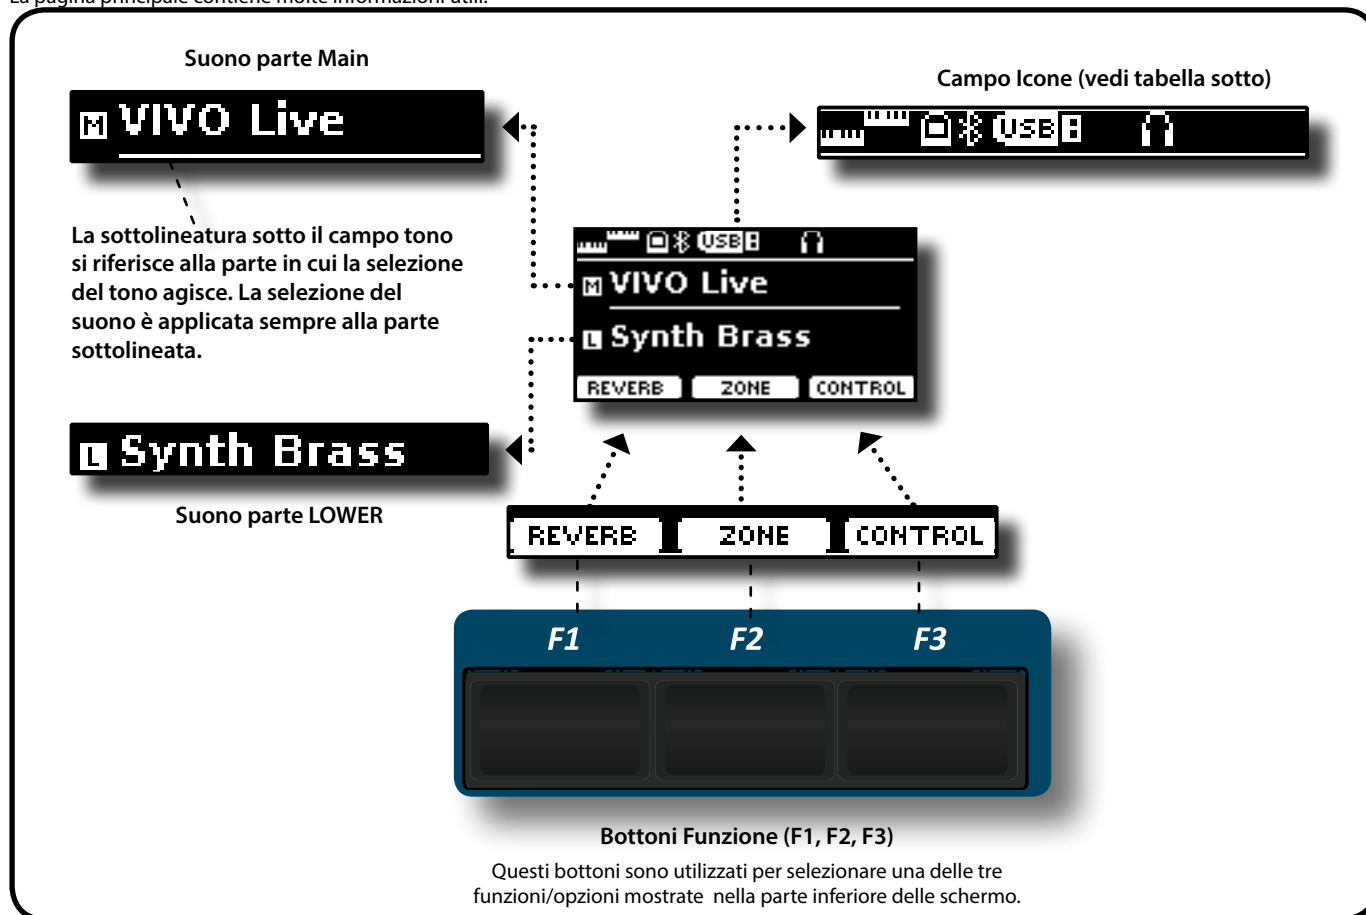 La pagina principale contiene molte informazioni utili.
Suono parte Main
M VIVO Live
La sottolineatura sotto il campo tono
si riferisce alla parte in cui la selezione
del tono agisce. La selezione del
suono è applicata sempre alla parte
sottolineata.
L Synth Brass
Suono parte LOWER
Campo Icone (vedi tabella sotto)
USB
USB
M VIVO Live
L Synth Brass
REVERB ZONE CONTROL
REVERB ZONE CONTROL
F1 F2 F3
Bottoni Funzione (F1, F2, F3)
Questi bottoni sono utilizzati per selezionare una delle tre
funzioni/opzioni mostrate nella parte inferiore delle schermo.